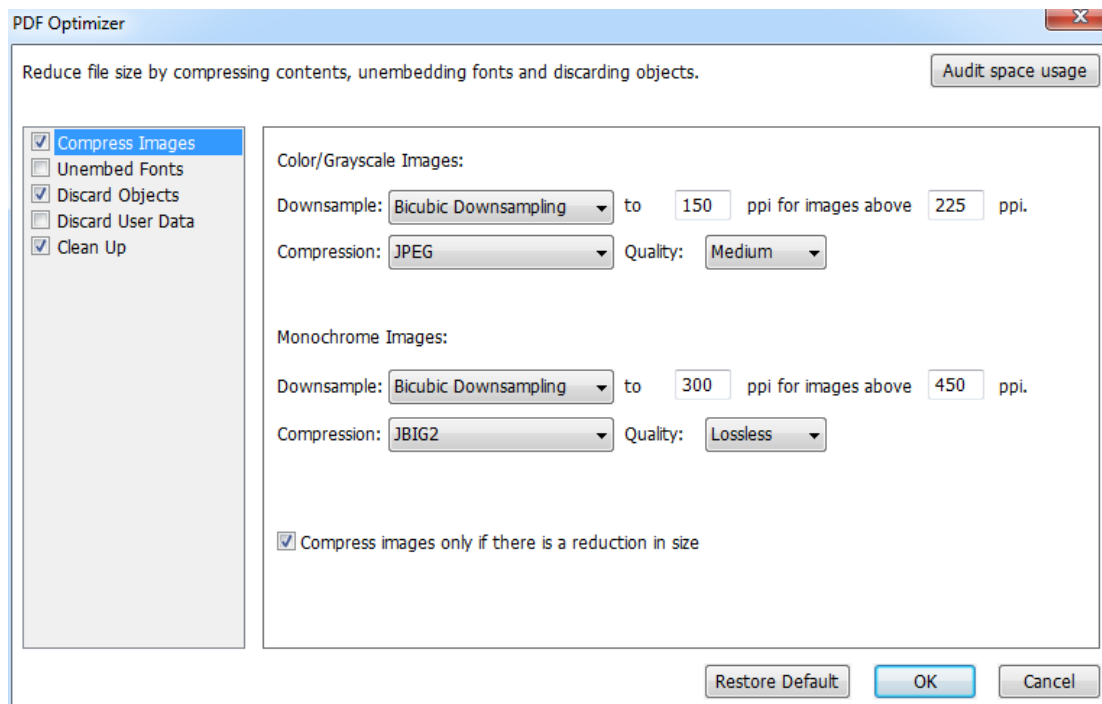 PDF Optimizer
Reduce file size by compressing contents, unembedding fonts and discarding objects.
Audit space usage
Compress Images
Unembed Fonts
Discard Objects
Discard User Data
Clean Up
Color/Grayscale Images:
Downsample: Bicubic Downsampling to 150 ppi for images above 225 ppi.
Compression: JPEG Quality: Medium
Monochrome Images:
Downsample: Bicubic Downsampling to 300 ppi for images above 450 ppi.
Compression: JBIG2 Quality: Lossless
Compress images only if there is a reduction in size
Restore Default OK Cancel